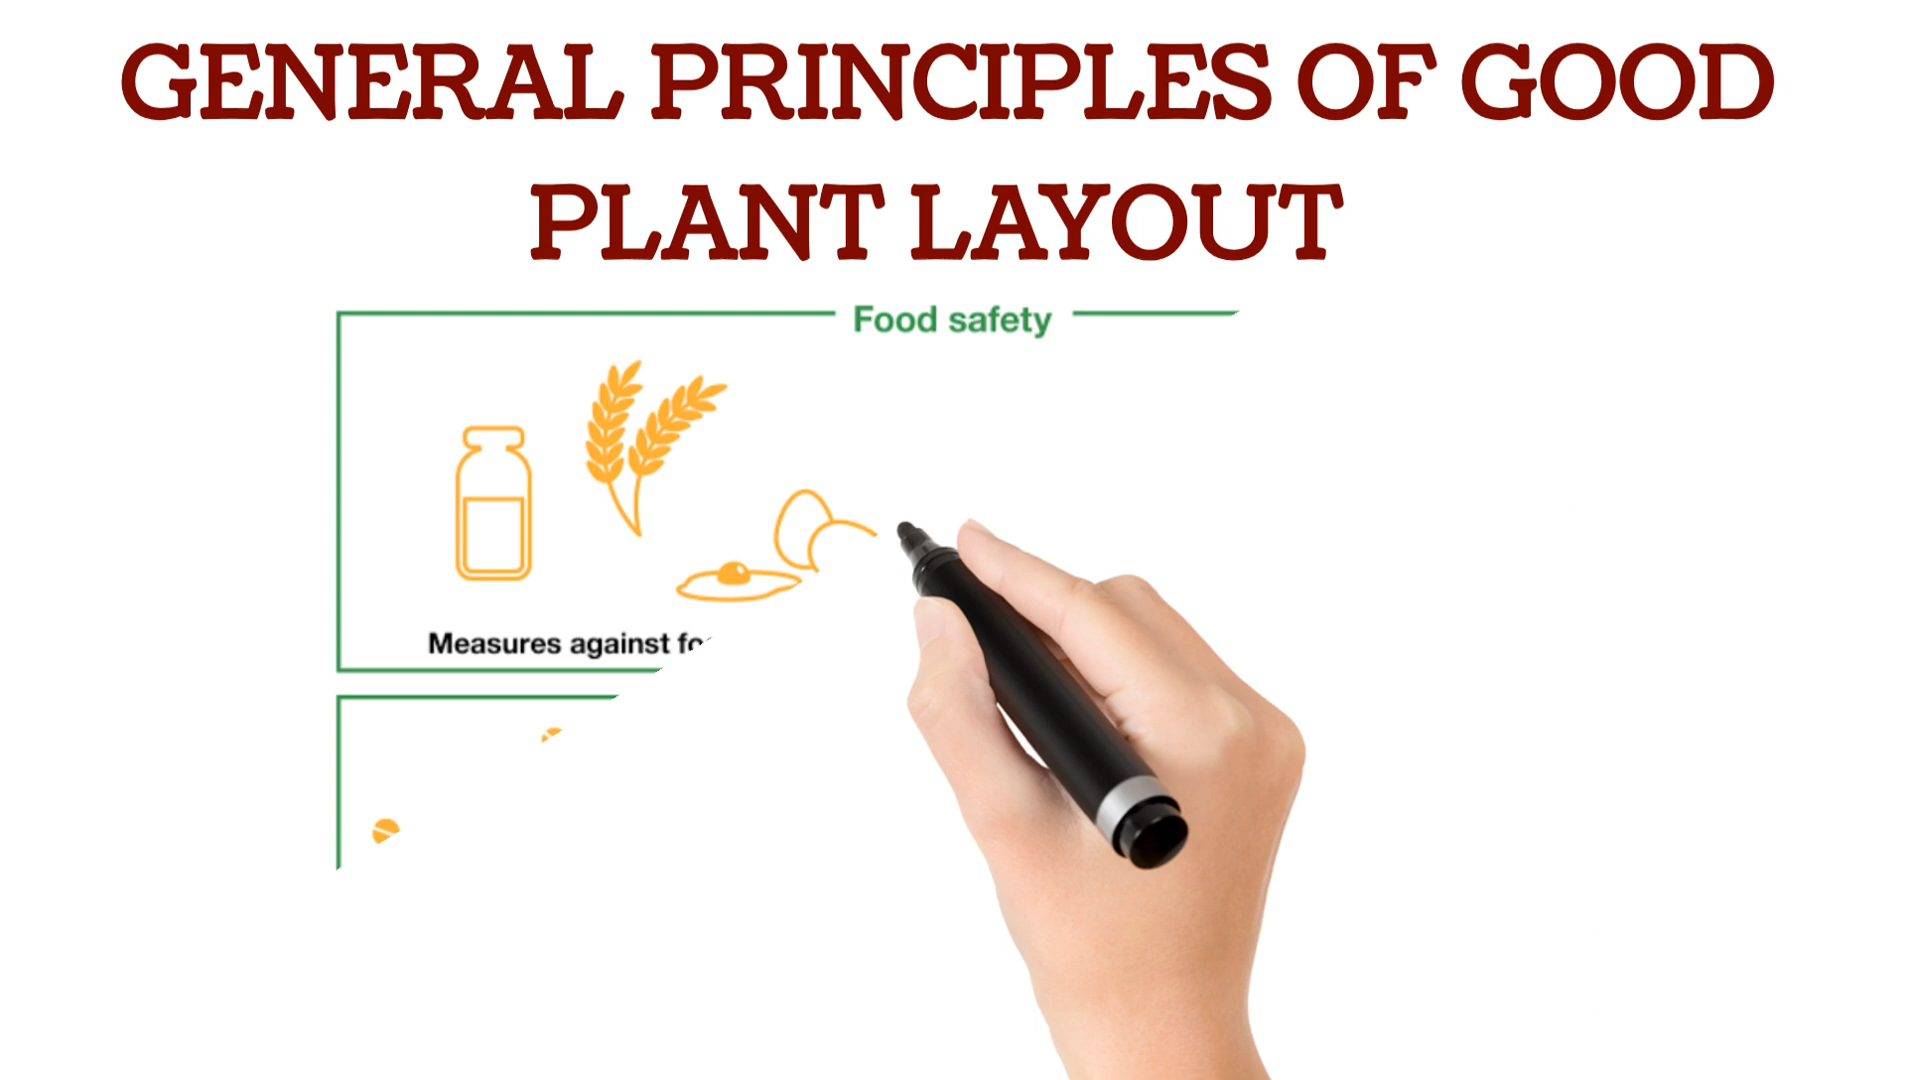 GENERAL PRINCIPLES OF GOOD
PLANT LAYOUT
Food safety
Measures against